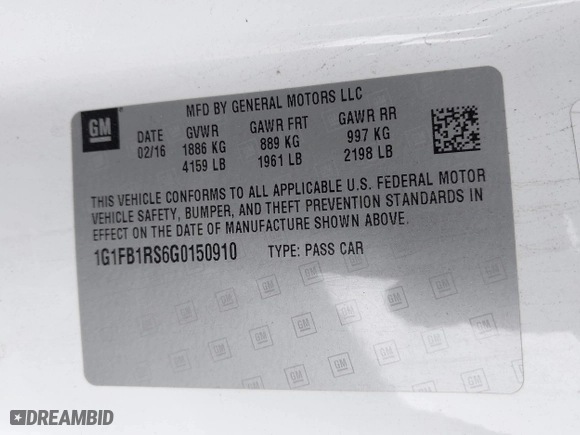 GM
MFD BY GENERAL MOTORS LLC
DATE GVWR GAWR FRT GAWR RR
02/16 1886 KG 889 KG 997 KG
4159 LB 1961 LB 2198 LB
THIS VEHICLE CONFORMS TO ALL APPLICABLE U.S. FEDERAL MOTOR
VEHICLE SAFETY, BUMPER, AND THEFT PREVENTION STANDARDS IN
EFFECT ON THE DATE OF MANUFACTURE SHOWN ABOVE.
1G1FB1RS6G0150910 TYPE: PASS CAR
DREAMBID